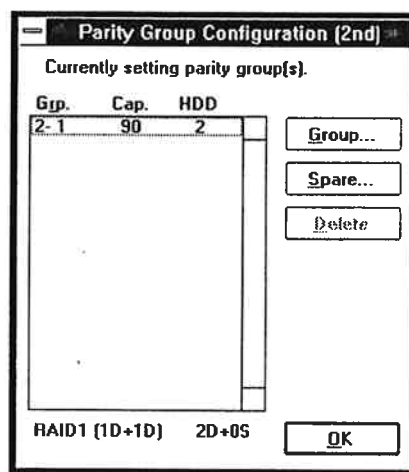 Parity Group Configuration (2nd)
Currently setting parity group(s).
Grp. Cap. HDD
2-1 90 2
Group...
Spare...
Delete
RAID1 (1D+1D) 2D+0S
OK